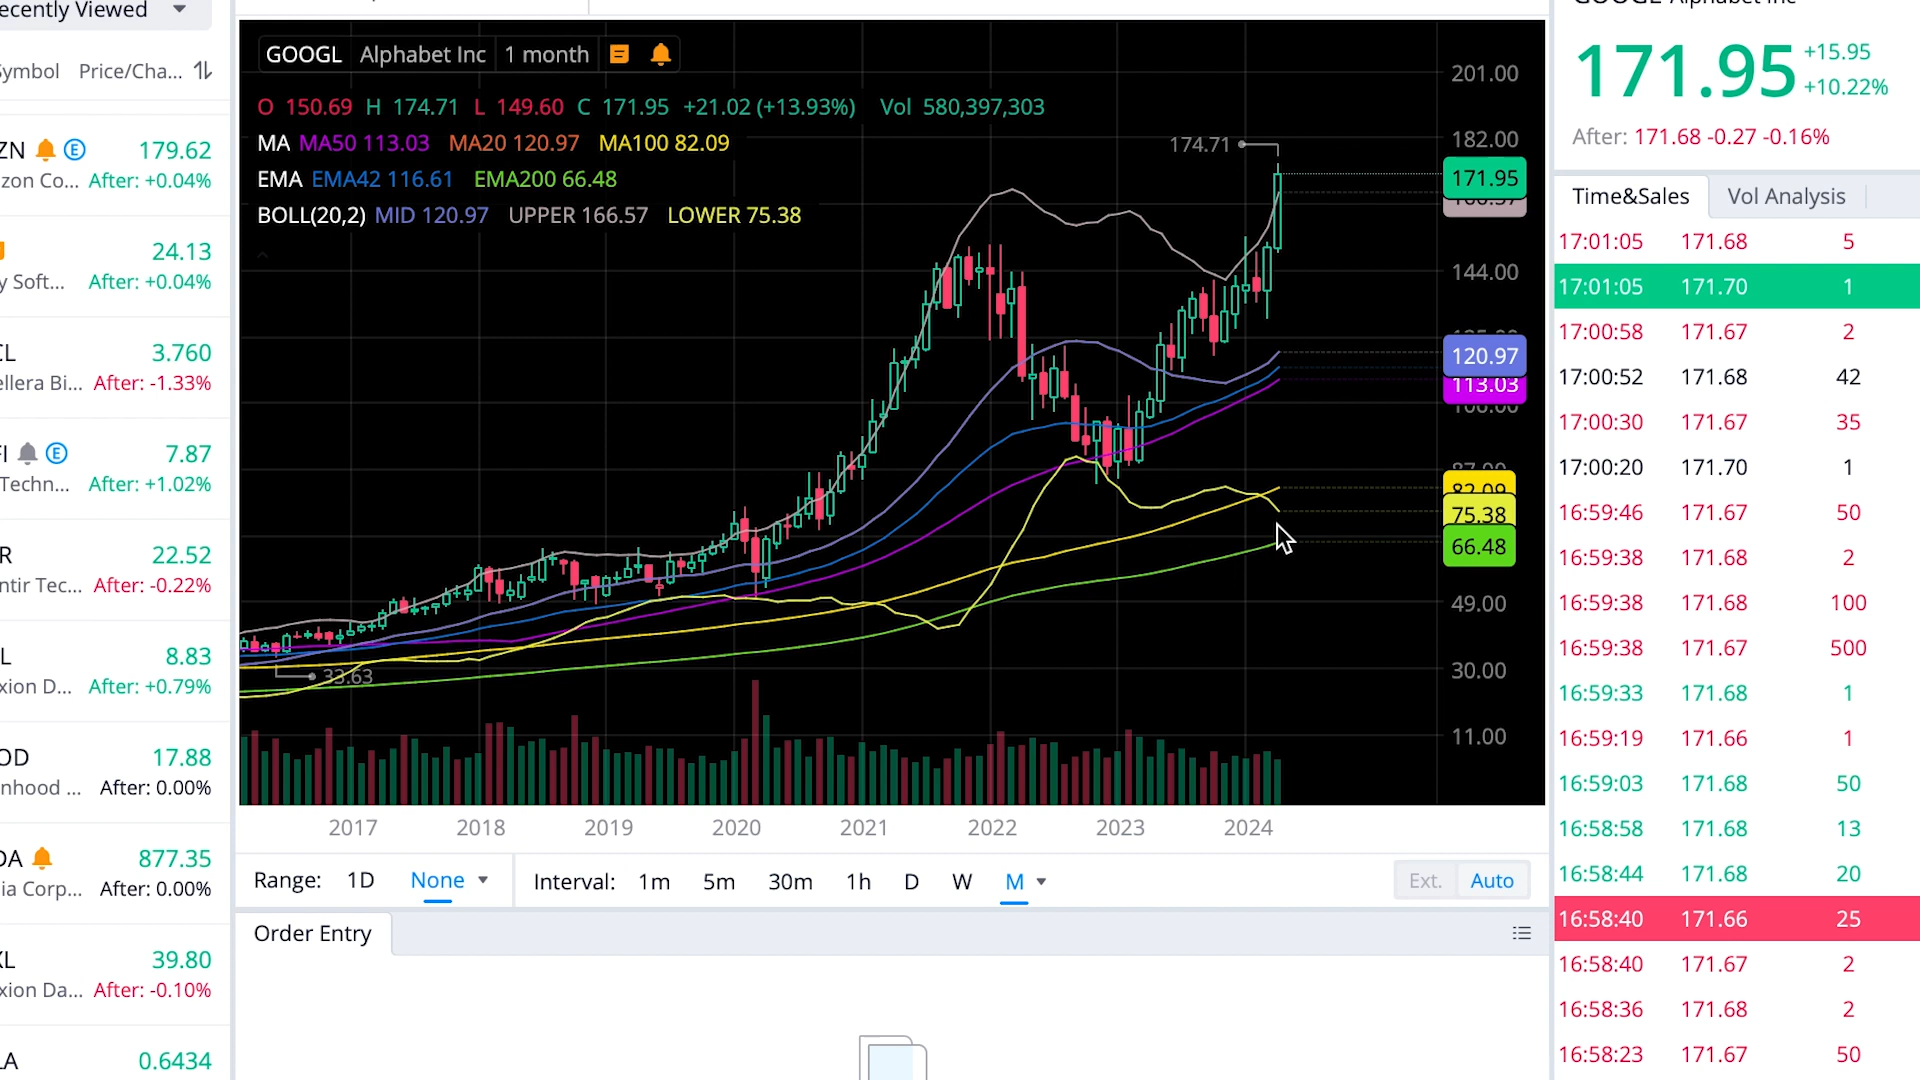 ecently Viewed
ymbol Price/Cha...
ZN E 179.62
zon Co... After: +0.04%
24.13
y Soft... After: +0.04%
CL 3.760
ellera Bi... After: -1.33%
FI E 7.87
Techn... After: +1.02%
R 22.52
ntir Tec... After: -0.22%
L 8.83
xion D... After: +0.79%
OOD 17.88
nhood ... After: 0.00%
DA 877.35
ia Corp... After: 0.00%
XL 39.80
xion Da... After: -0.10%
LA 0.6434
GOOGL Alphabet Inc 1 month
O 150.69 H 174.71 L 149.60 C 171.95 +21.02 (+13.93%) Vol 580,397,303
MA MA50 113.03 MA20 120.97 MA100 82.09
EMA EMA42 116.61 EMA200 66.48
BOLL(20,2) MID 120.97 UPPER 166.57 LOWER 75.38
174.71
33.63
201.00
182.00
171.95
166.57
144.00
120.97
113.03
87.00
82.09
75.38
66.48
49.00
30.00
11.00
2017 2018 2019 2020 2021 2022 2023 2024
Range: 1D None Interval: 1m 5m 30m 1h D W M Ext. Auto
Order Entry
GOOGL Alphabet Inc
171.95 +15.95
+10.22%
After: 171.68 -0.27 -0.16%
Time&Sales Vol Analysis
17:01:05 171.68 5
17:01:05 171.70 1
17:00:58 171.67 2
17:00:52 171.68 42
17:00:30 171.67 35
17:00:20 171.70 1
16:59:46 171.67 50
16:59:38 171.68 2
16:59:38 171.68 100
16:59:38 171.67 500
16:59:33 171.68 1
16:59:19 171.66 1
16:59:03 171.68 50
16:58:58 171.68 13
16:58:44 171.68 20
16:58:40 171.66 25
16:58:40 171.67 2
16:58:36 171.68 2
16:58:23 171.67 50